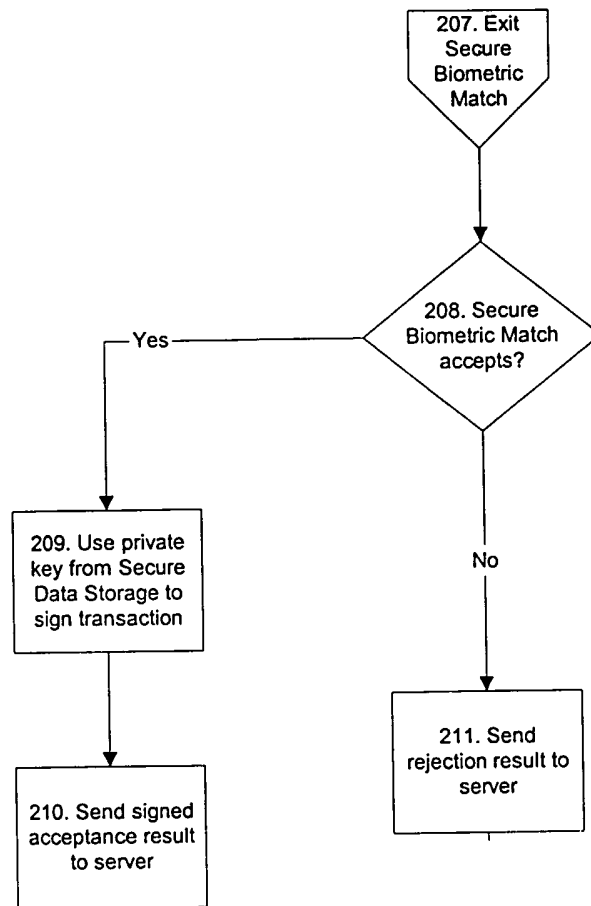 207. Exit
Secure
Biometric
Match
208. Secure
Biometric Match
accepts?
Yes
No
209. Use private
key from Secure
Data Storage to
sign transaction
210. Send signed
acceptance result
to server
211. Send
rejection result to
server